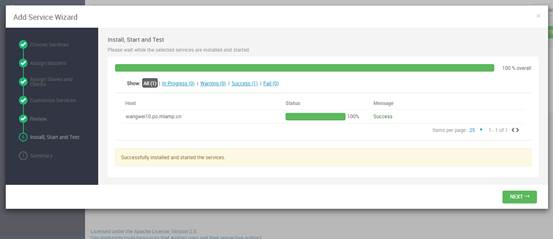 Add Service Wizard
×
Choose Services
Assign Masters
Assign Slaves and
Clients
Customize Services
Review
6
Install, Start and Test
7
Summary
Install, Start and Test
Please wait while the selected services are installed and started.
100 % overall
Show: All (1) | In Progress (0) | Warning (0) | Success (1) | Fail (0)
Host Status Message
wangwei10.po.mlamp.cn 100% Success
Items per page: 25 1 - 1 of 1
Successfully installed and started the services.
NEXT →
Licensed under the Apache License, Version 2.0.